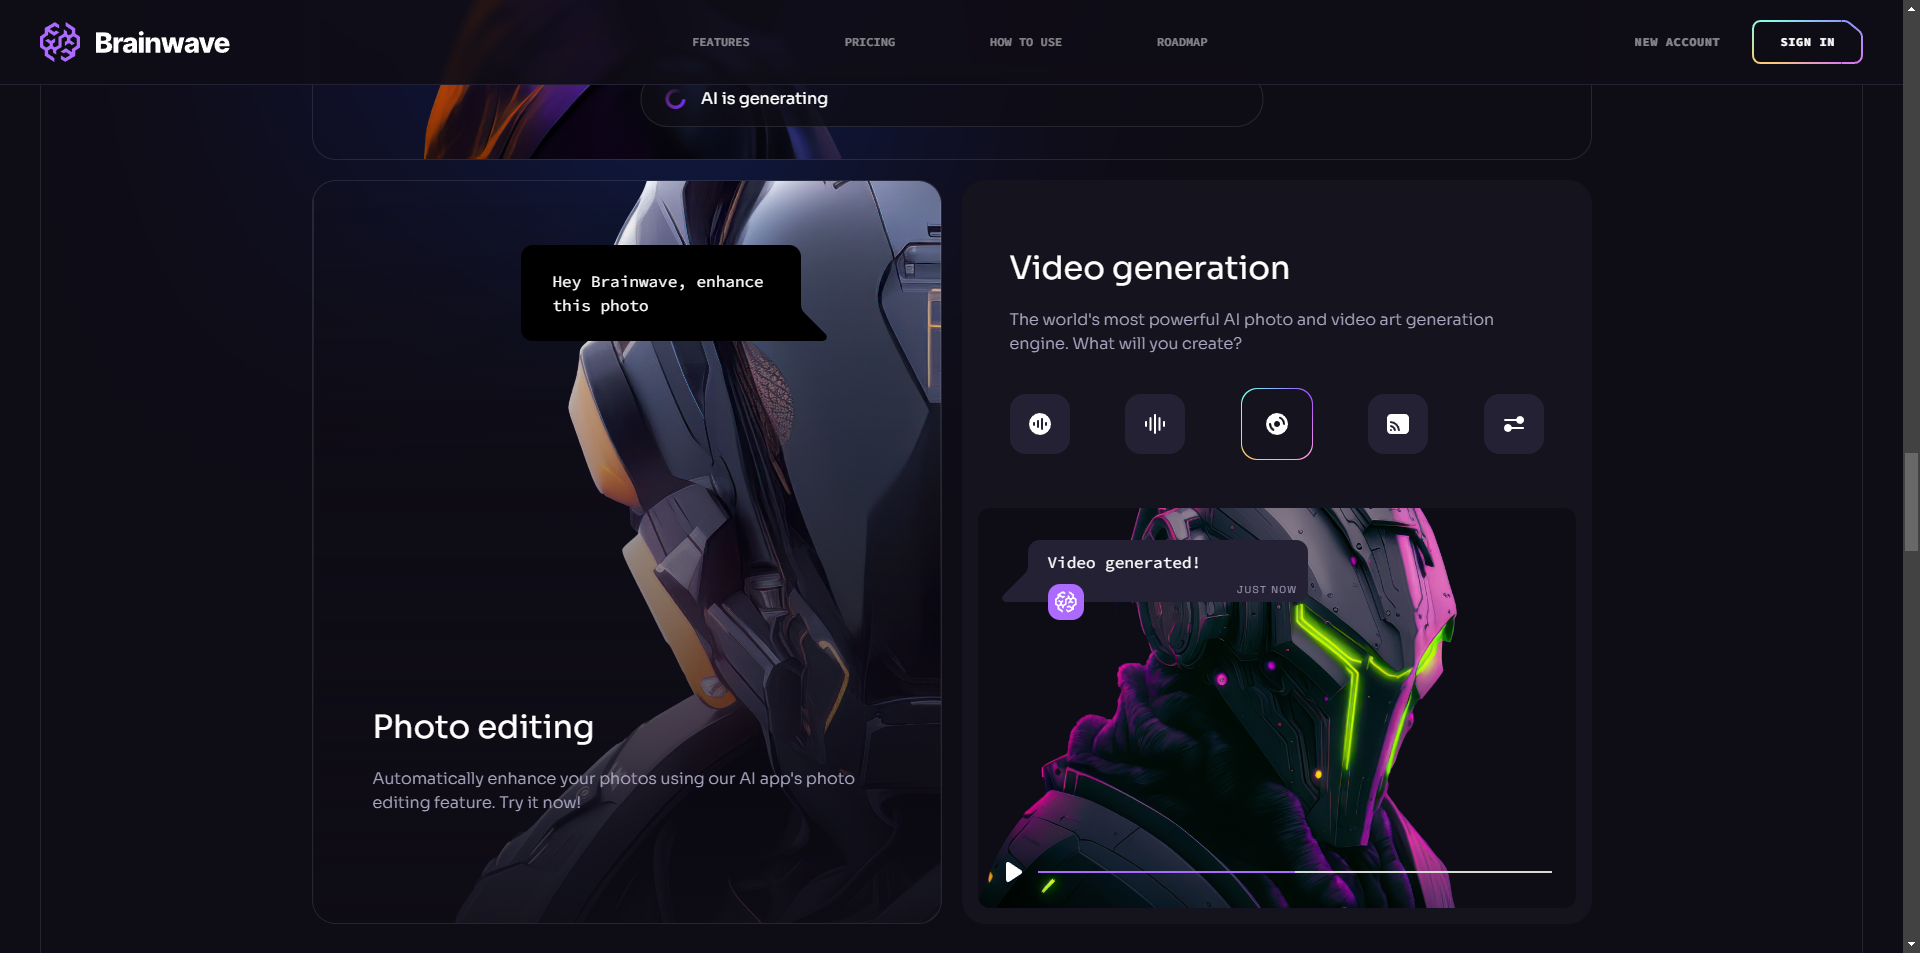 Brainwave
FEATURES
PRICING
HOW TO USE
ROADMAP
NEW ACCOUNT
SIGN IN
AI is generating
Hey Brainwave, enhance
this photo
Photo editing
Automatically enhance your photos using our AI app's photo
editing feature. Try it now!
Video generation
The world's most powerful AI photo and video art generation
engine. What will you create?
Video generated!
JUST NOW